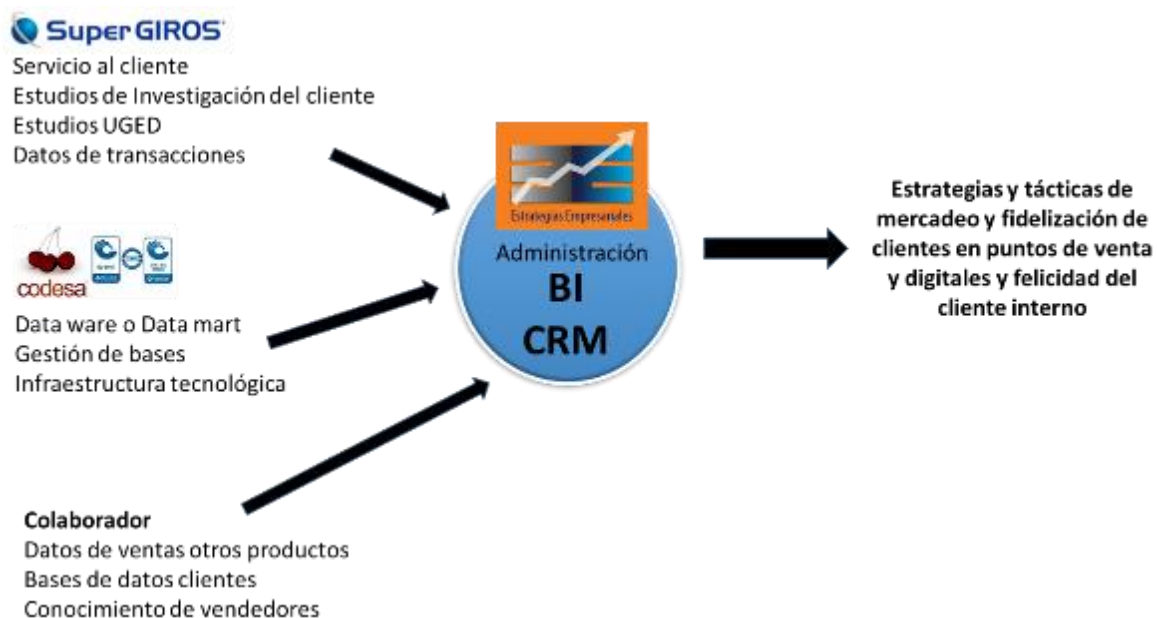 SuperGIROS
Servicio al cliente
Estudios de Investigación del cliente
Estudios UGED
Datos de transacciones
codesa
Data ware o Data mart
Gestión de bases
Infraestructura tecnológica
Colaborador
Datos de ventas otros productos
Bases de datos clientes
Conocimiento de vendedores
Estrategias Empresariales
Administración
BI
CRM
Estrategias y tácticas de
mercadeo y fidelización de
clientes en puntos de venta
y digitales y felicidad del
cliente interno